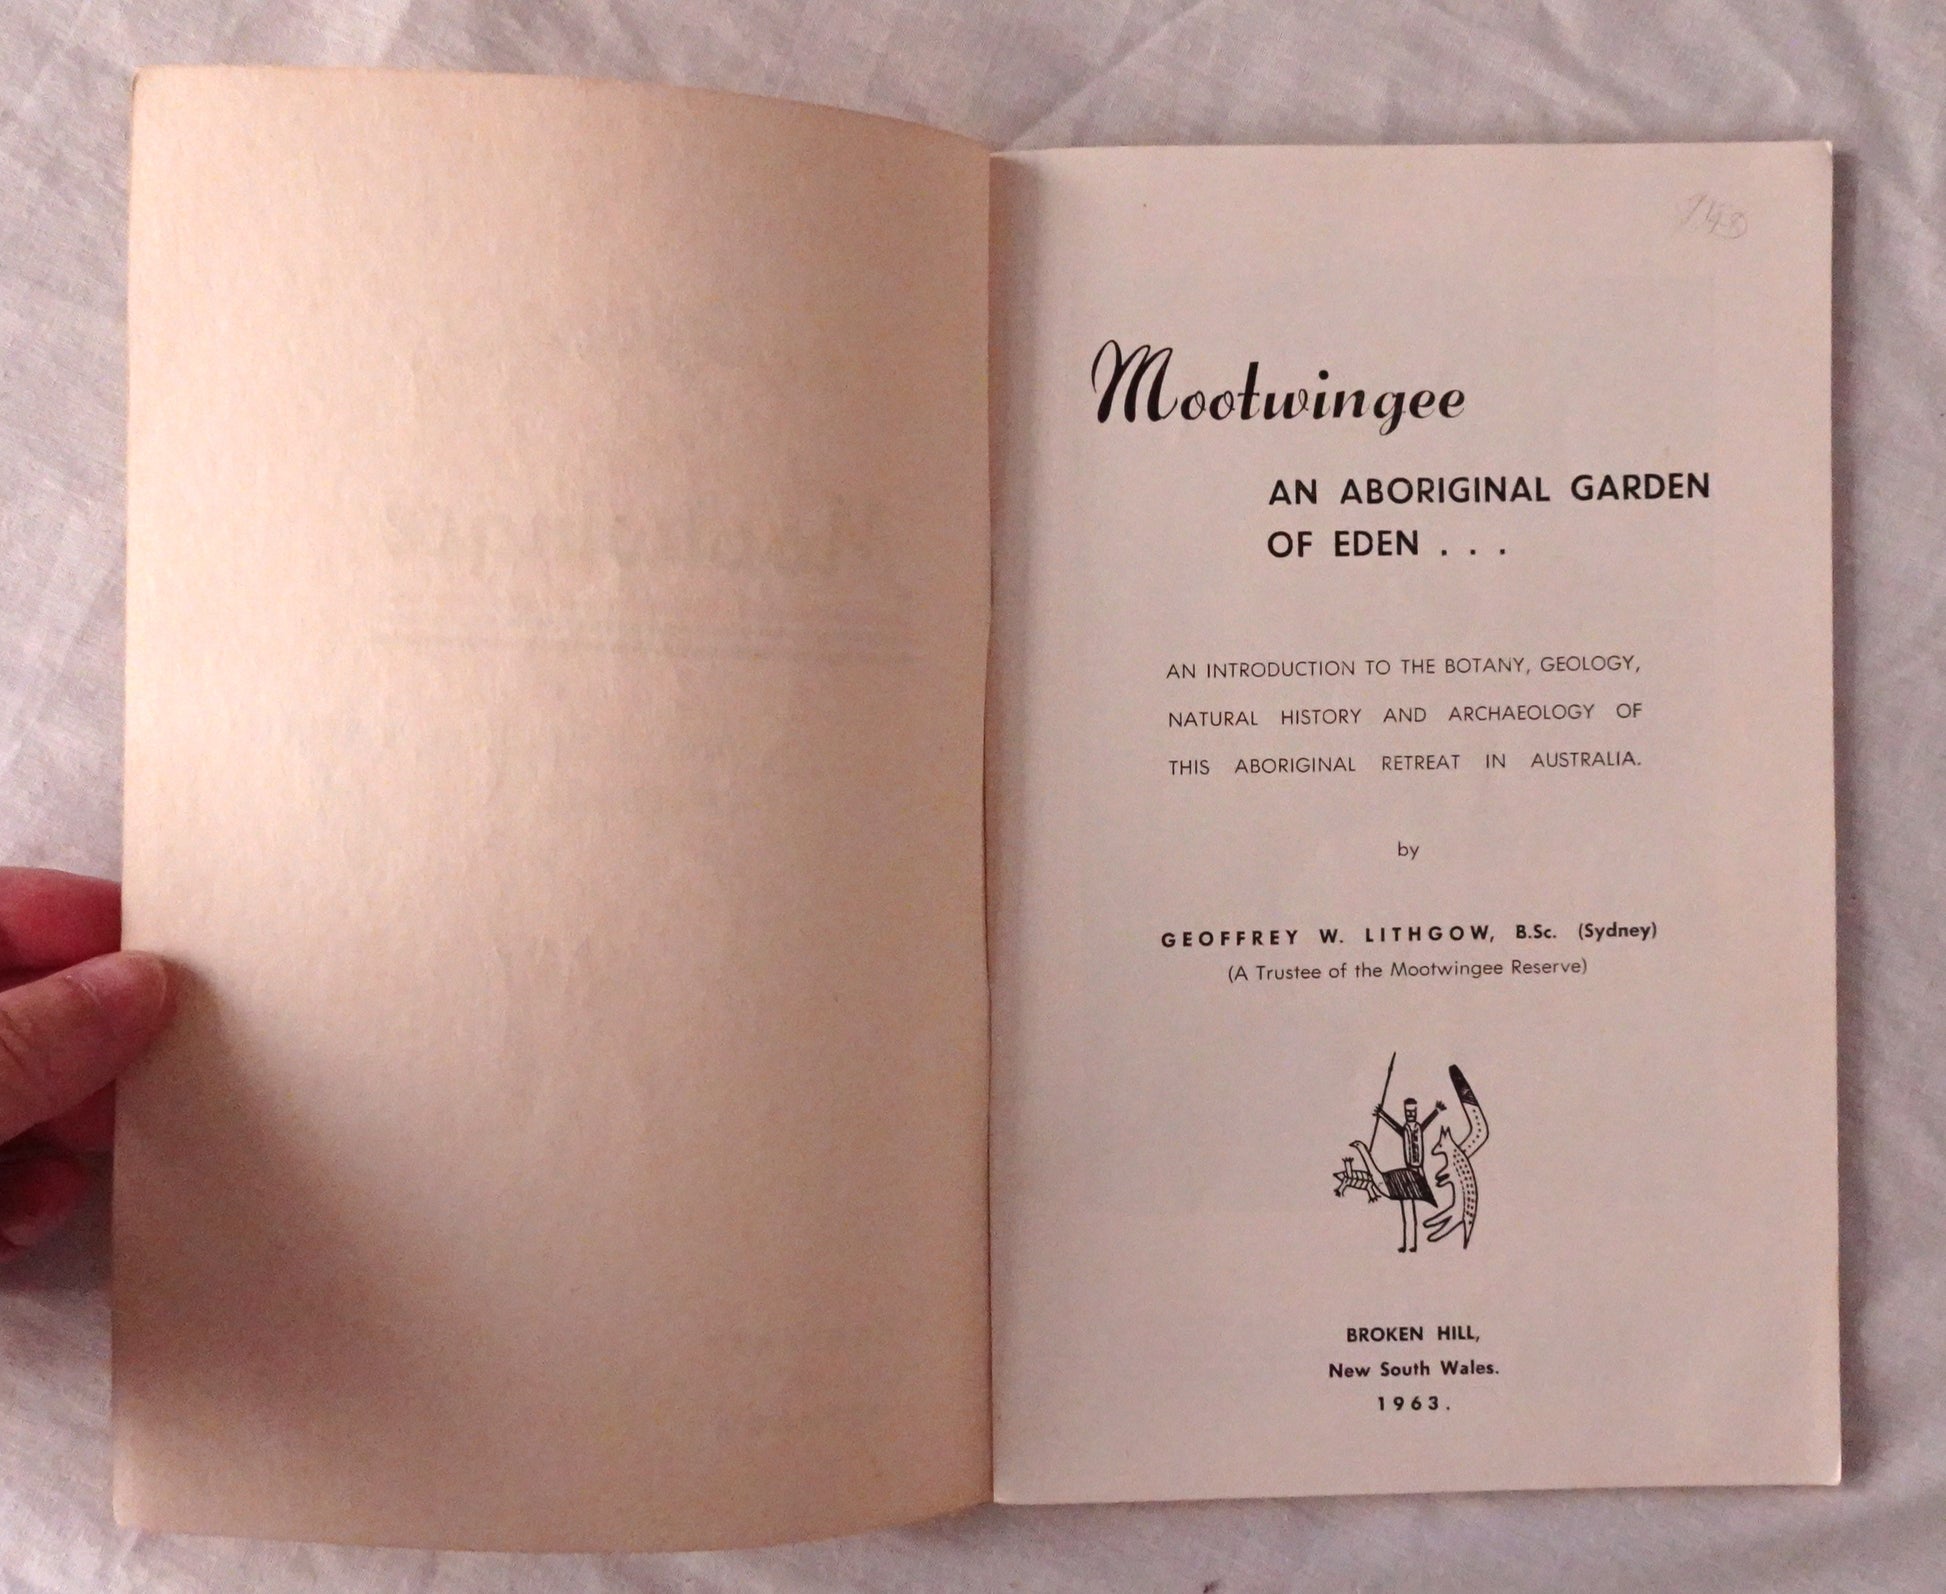 Mootwingee
AN ABORIGINAL GARDEN
OF EDEN . . .
AN INTRODUCTION TO THE BOTANY, GEOLOGY,
NATURAL HISTORY AND ARCHAEOLOGY OF
THIS ABORIGINAL RETREAT IN AUSTRALIA.
by
GEOFFREY W. LITHGOW, B.Sc. (Sydney)
(A Trustee of the Mootwingee Reserve)
BROKEN HILL,
New South Wales.
1963.